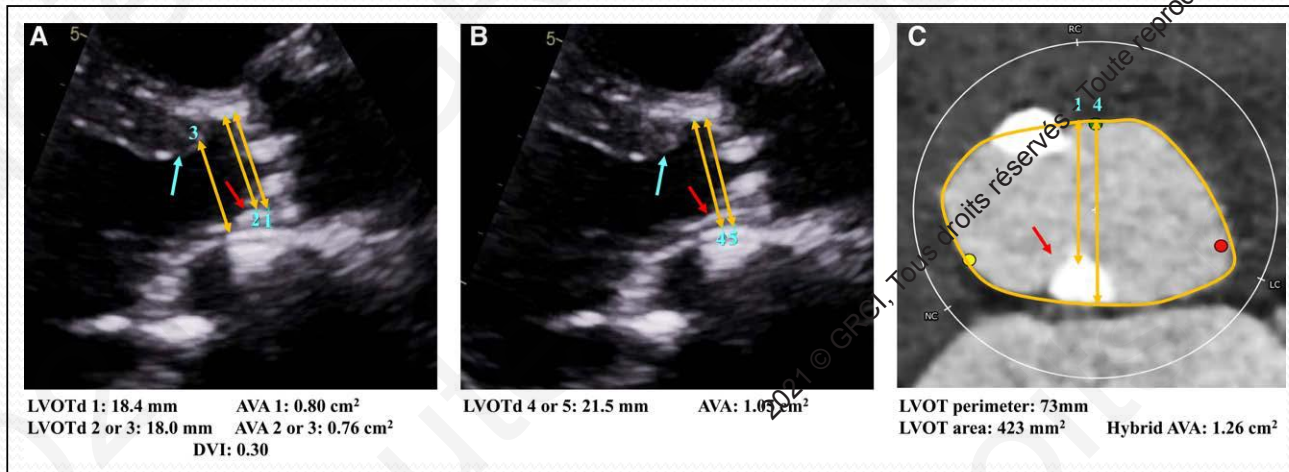 A
5
3
2 1
B
5
4 5
C
RC
1 4
NC
LC
2021 © GRCI, Tous droits réservés - Toute reproduc
LVOTd 1: 18.4 mm AVA 1: 0.80 cm²
LVOTd 2 or 3: 18.0 mm AVA 2 or 3: 0.76 cm²
DVI: 0.30
LVOTd 4 or 5: 21.5 mm AVA: 1.05 cm²
LVOT perimeter: 73mm
LVOT area: 423 mm² Hybrid AVA: 1.26 cm²